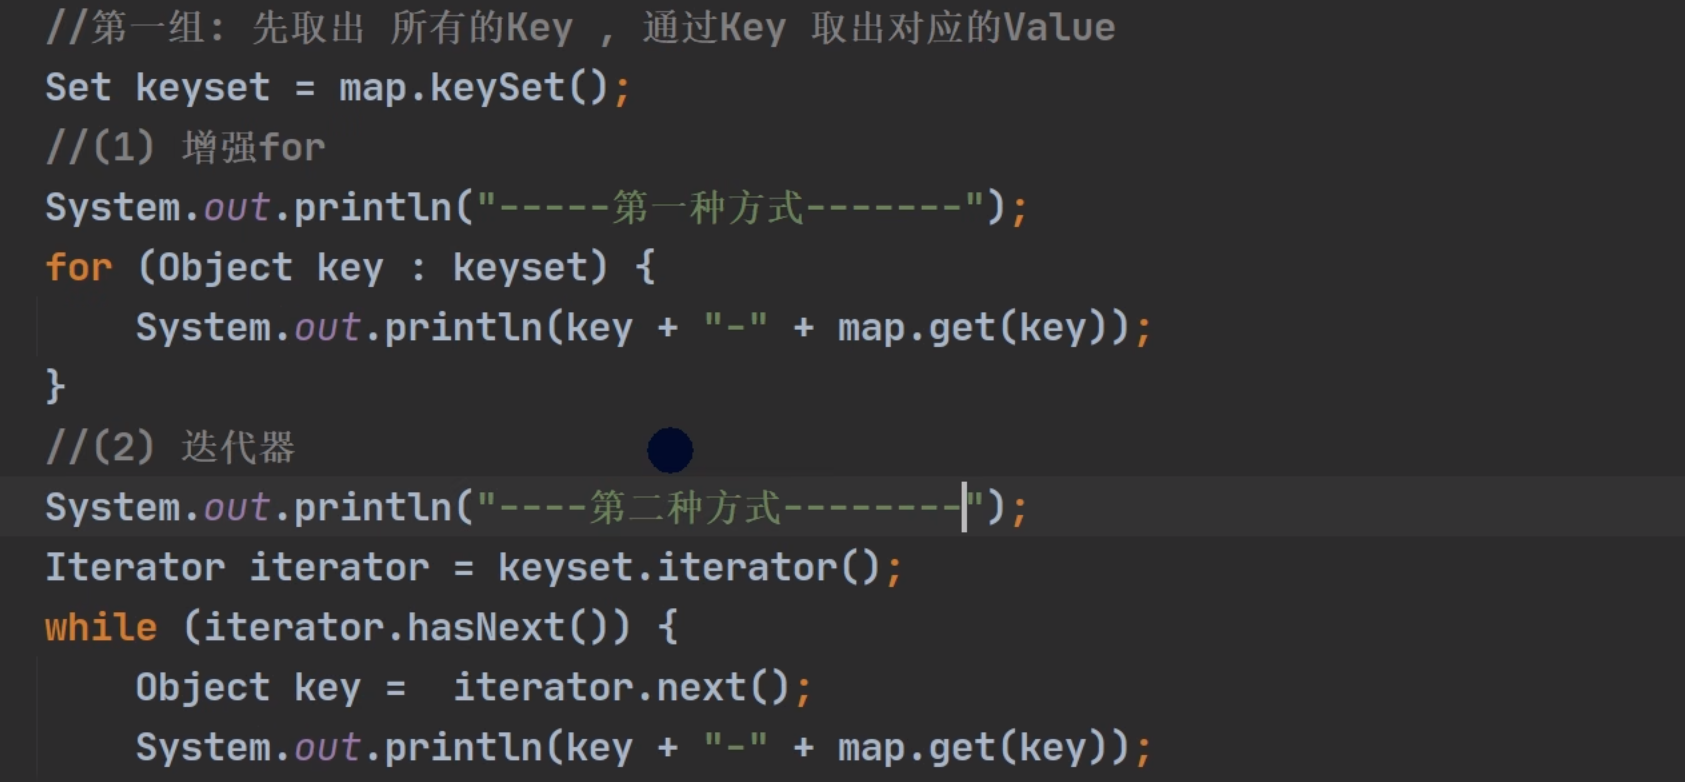 //第一组: 先取出 所有的Key , 通过Key 取出对应的Value
Set keyset = map.keySet();
//(1) 增强for
System.out.println("-----第一种方式-------");
for (Object key : keyset) {
    System.out.println(key + "-" + map.get(key));
}
//(2) 迭代器
System.out.println("----第二种方式--------");
Iterator iterator = keyset.iterator();
while (iterator.hasNext()) {
    Object key =  iterator.next();
    System.out.println(key + "-" + map.get(key));